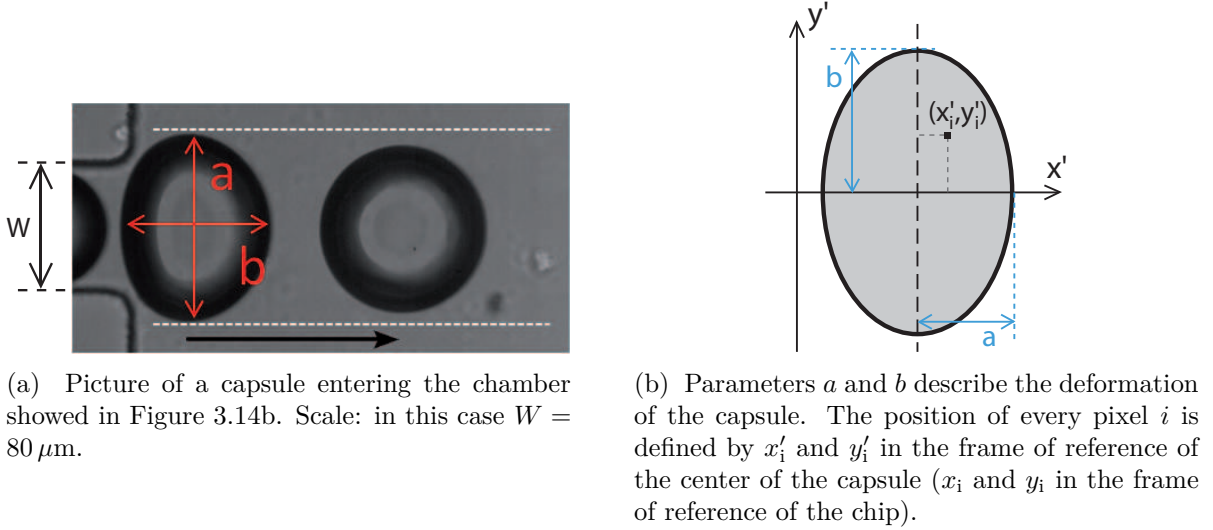 W
a
b
(a) Picture of a capsule entering the chamber
showed in Figure 3.14b. Scale: in this case W =
80 μm.
y'
b
(x'i,y'i)
x'
a
(b) Parameters a and b describe the deformation
of the capsule. The position of every pixel i is
defined by x'i and y'i in the frame of reference of
the center of the capsule (xi and yi in the frame
of reference of the chip).